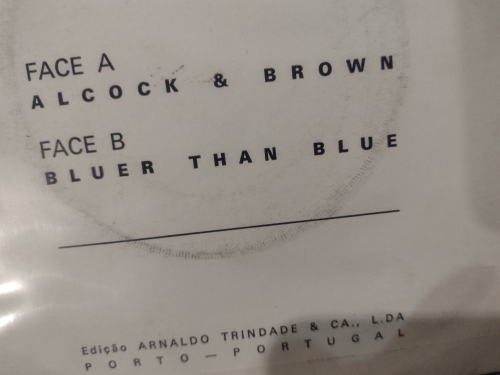 FACE A
ALCOCK & BROWN
FACE B
BLUER THAN BLUE
Edição ARNALDO TRINDADE & CA., L.DA
PORTO — PORTUGAL